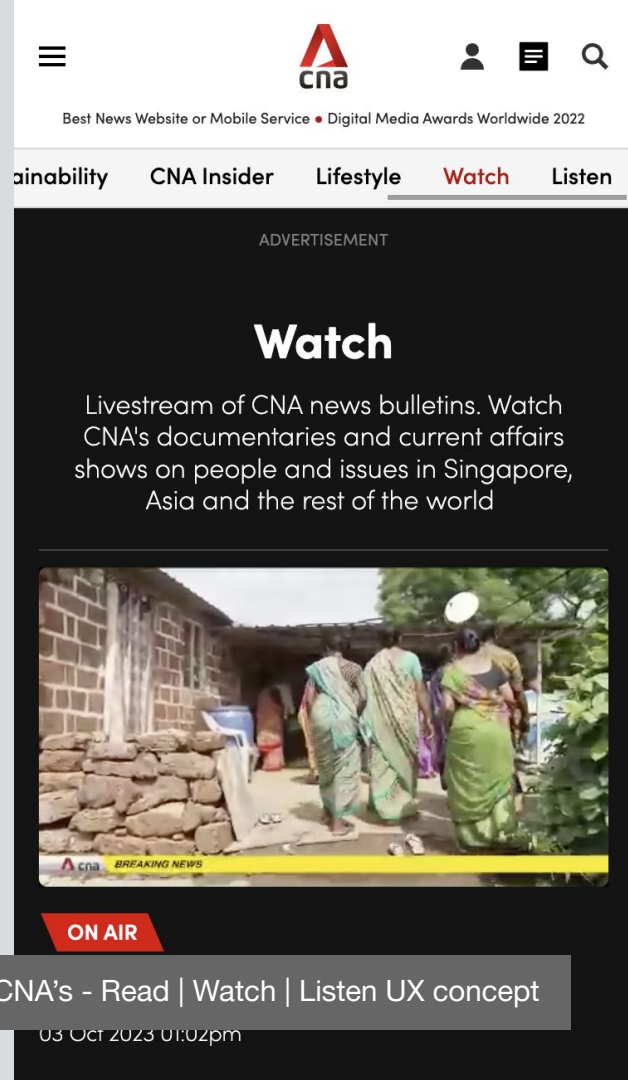 cna
Best News Website or Mobile Service • Digital Media Awards Worldwide 2022
ainability CNA Insider Lifestyle Watch Listen
ADVERTISEMENT
Watch
Livestream of CNA news bulletins. Watch
CNA's documentaries and current affairs
shows on people and issues in Singapore,
Asia and the rest of the world
cna BREAKING NEWS
ON AIR
CNA’s - Read | Watch | Listen UX concept
03 Oct 2023 01:02pm